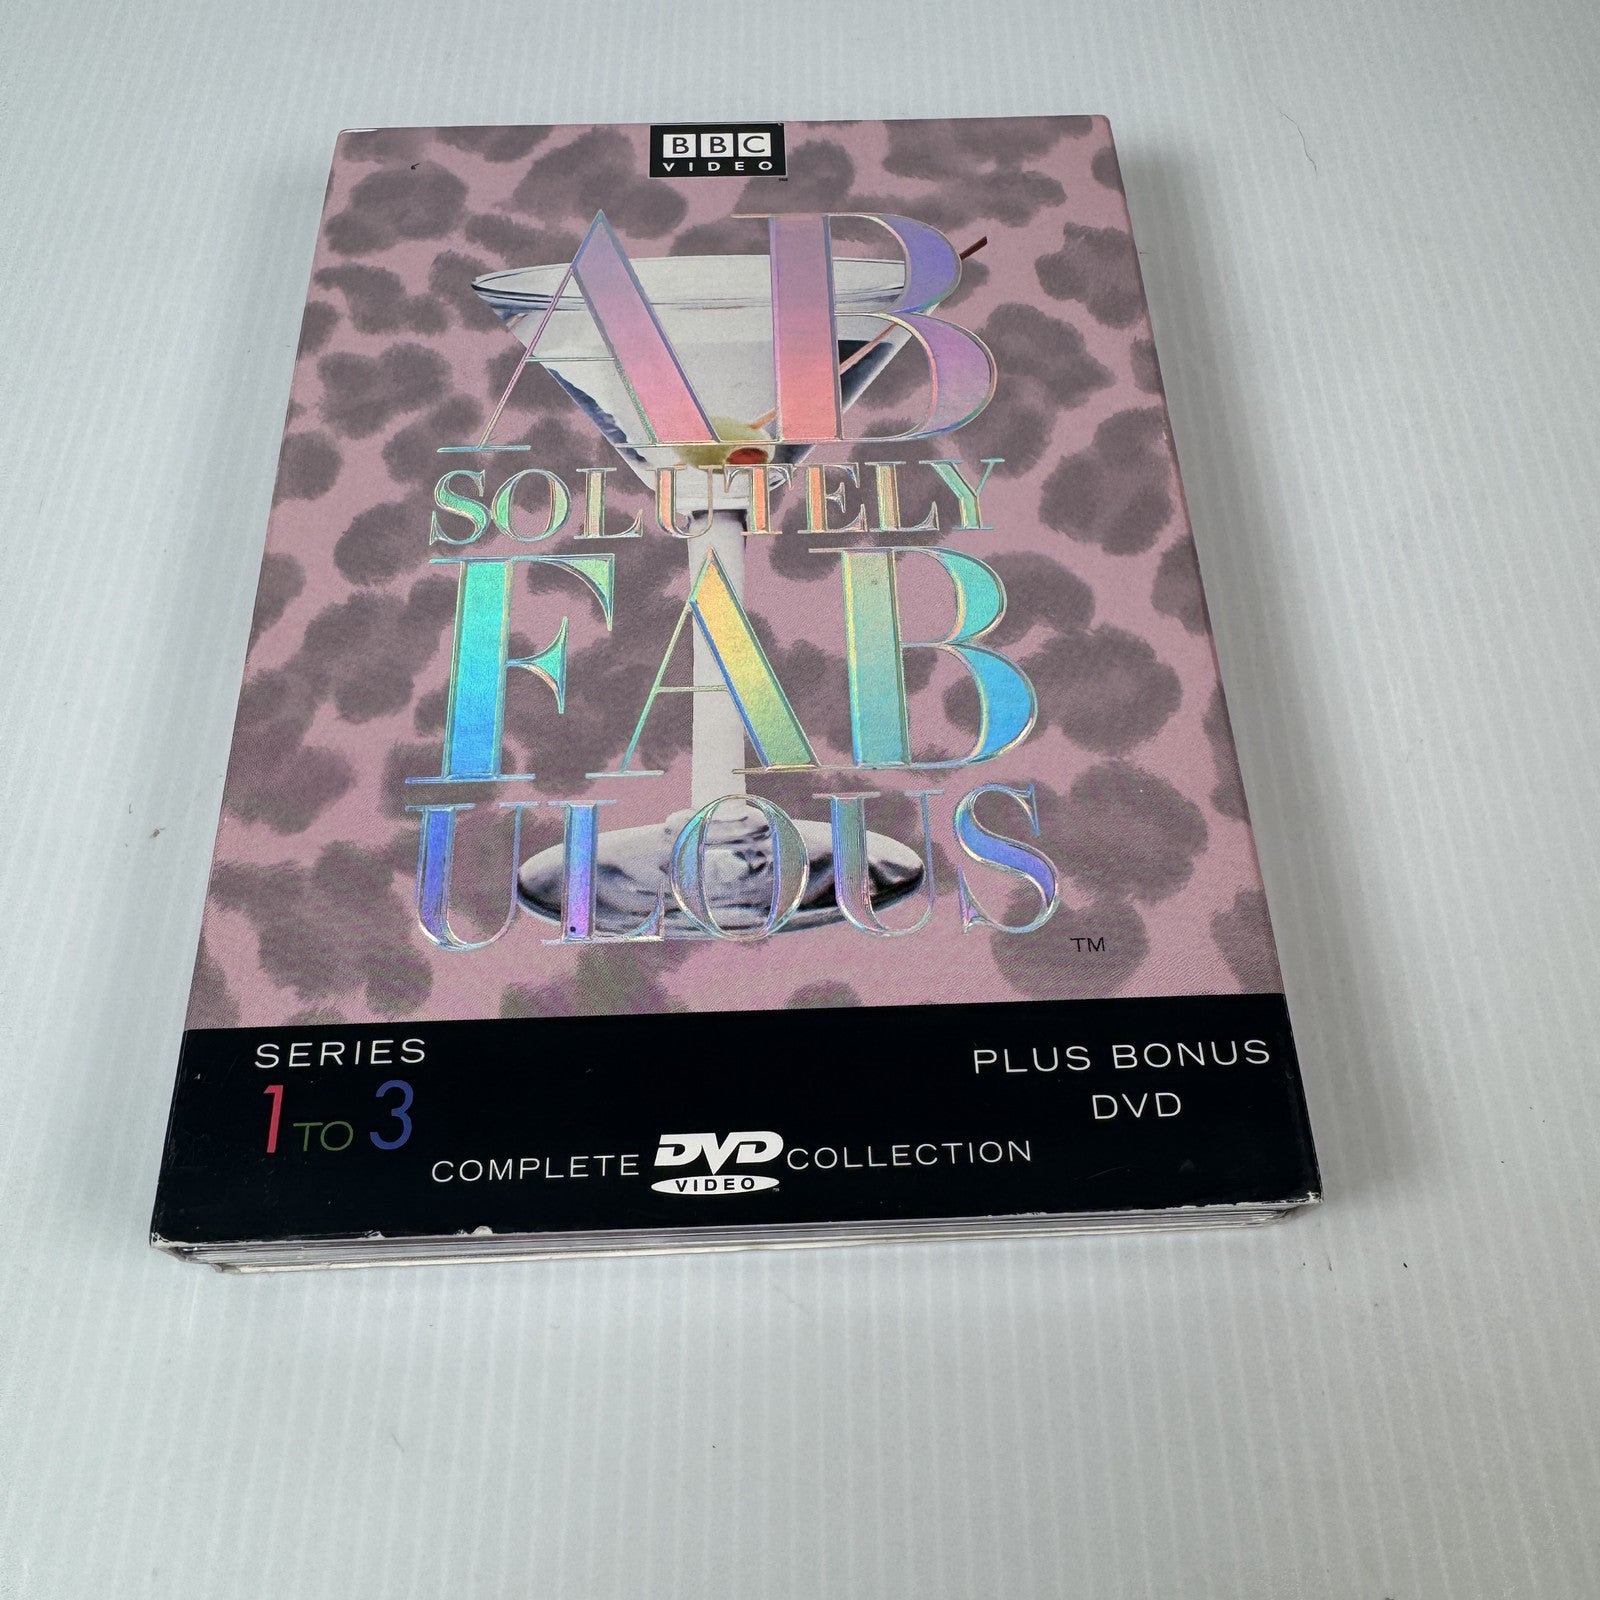 BBC
VIDEO
AB
SOLUTELY
FAB
ULOUS
TM
SERIES
1 TO 3
PLUS BONUS
DVD
COMPLETE DVD VIDEO COLLECTION